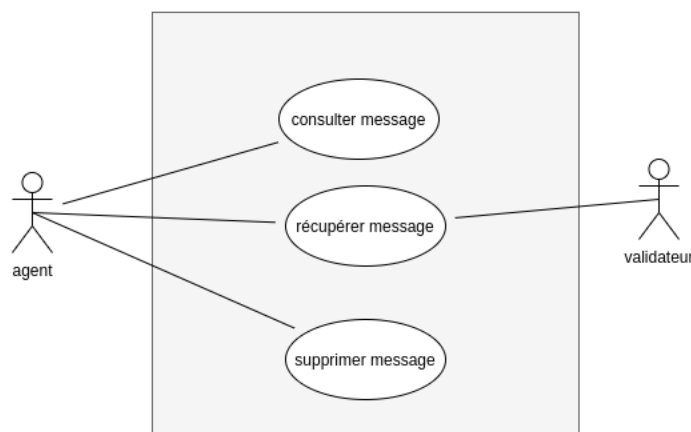 consulter message
récupérer message
agent
validateur
supprimer message